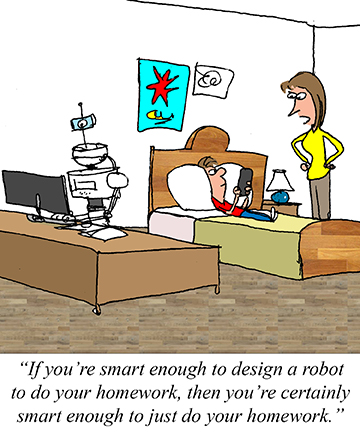 “If you’re smart enough to design a robot
to do your homework, then you’re certainly
smart enough to just do your homework.”